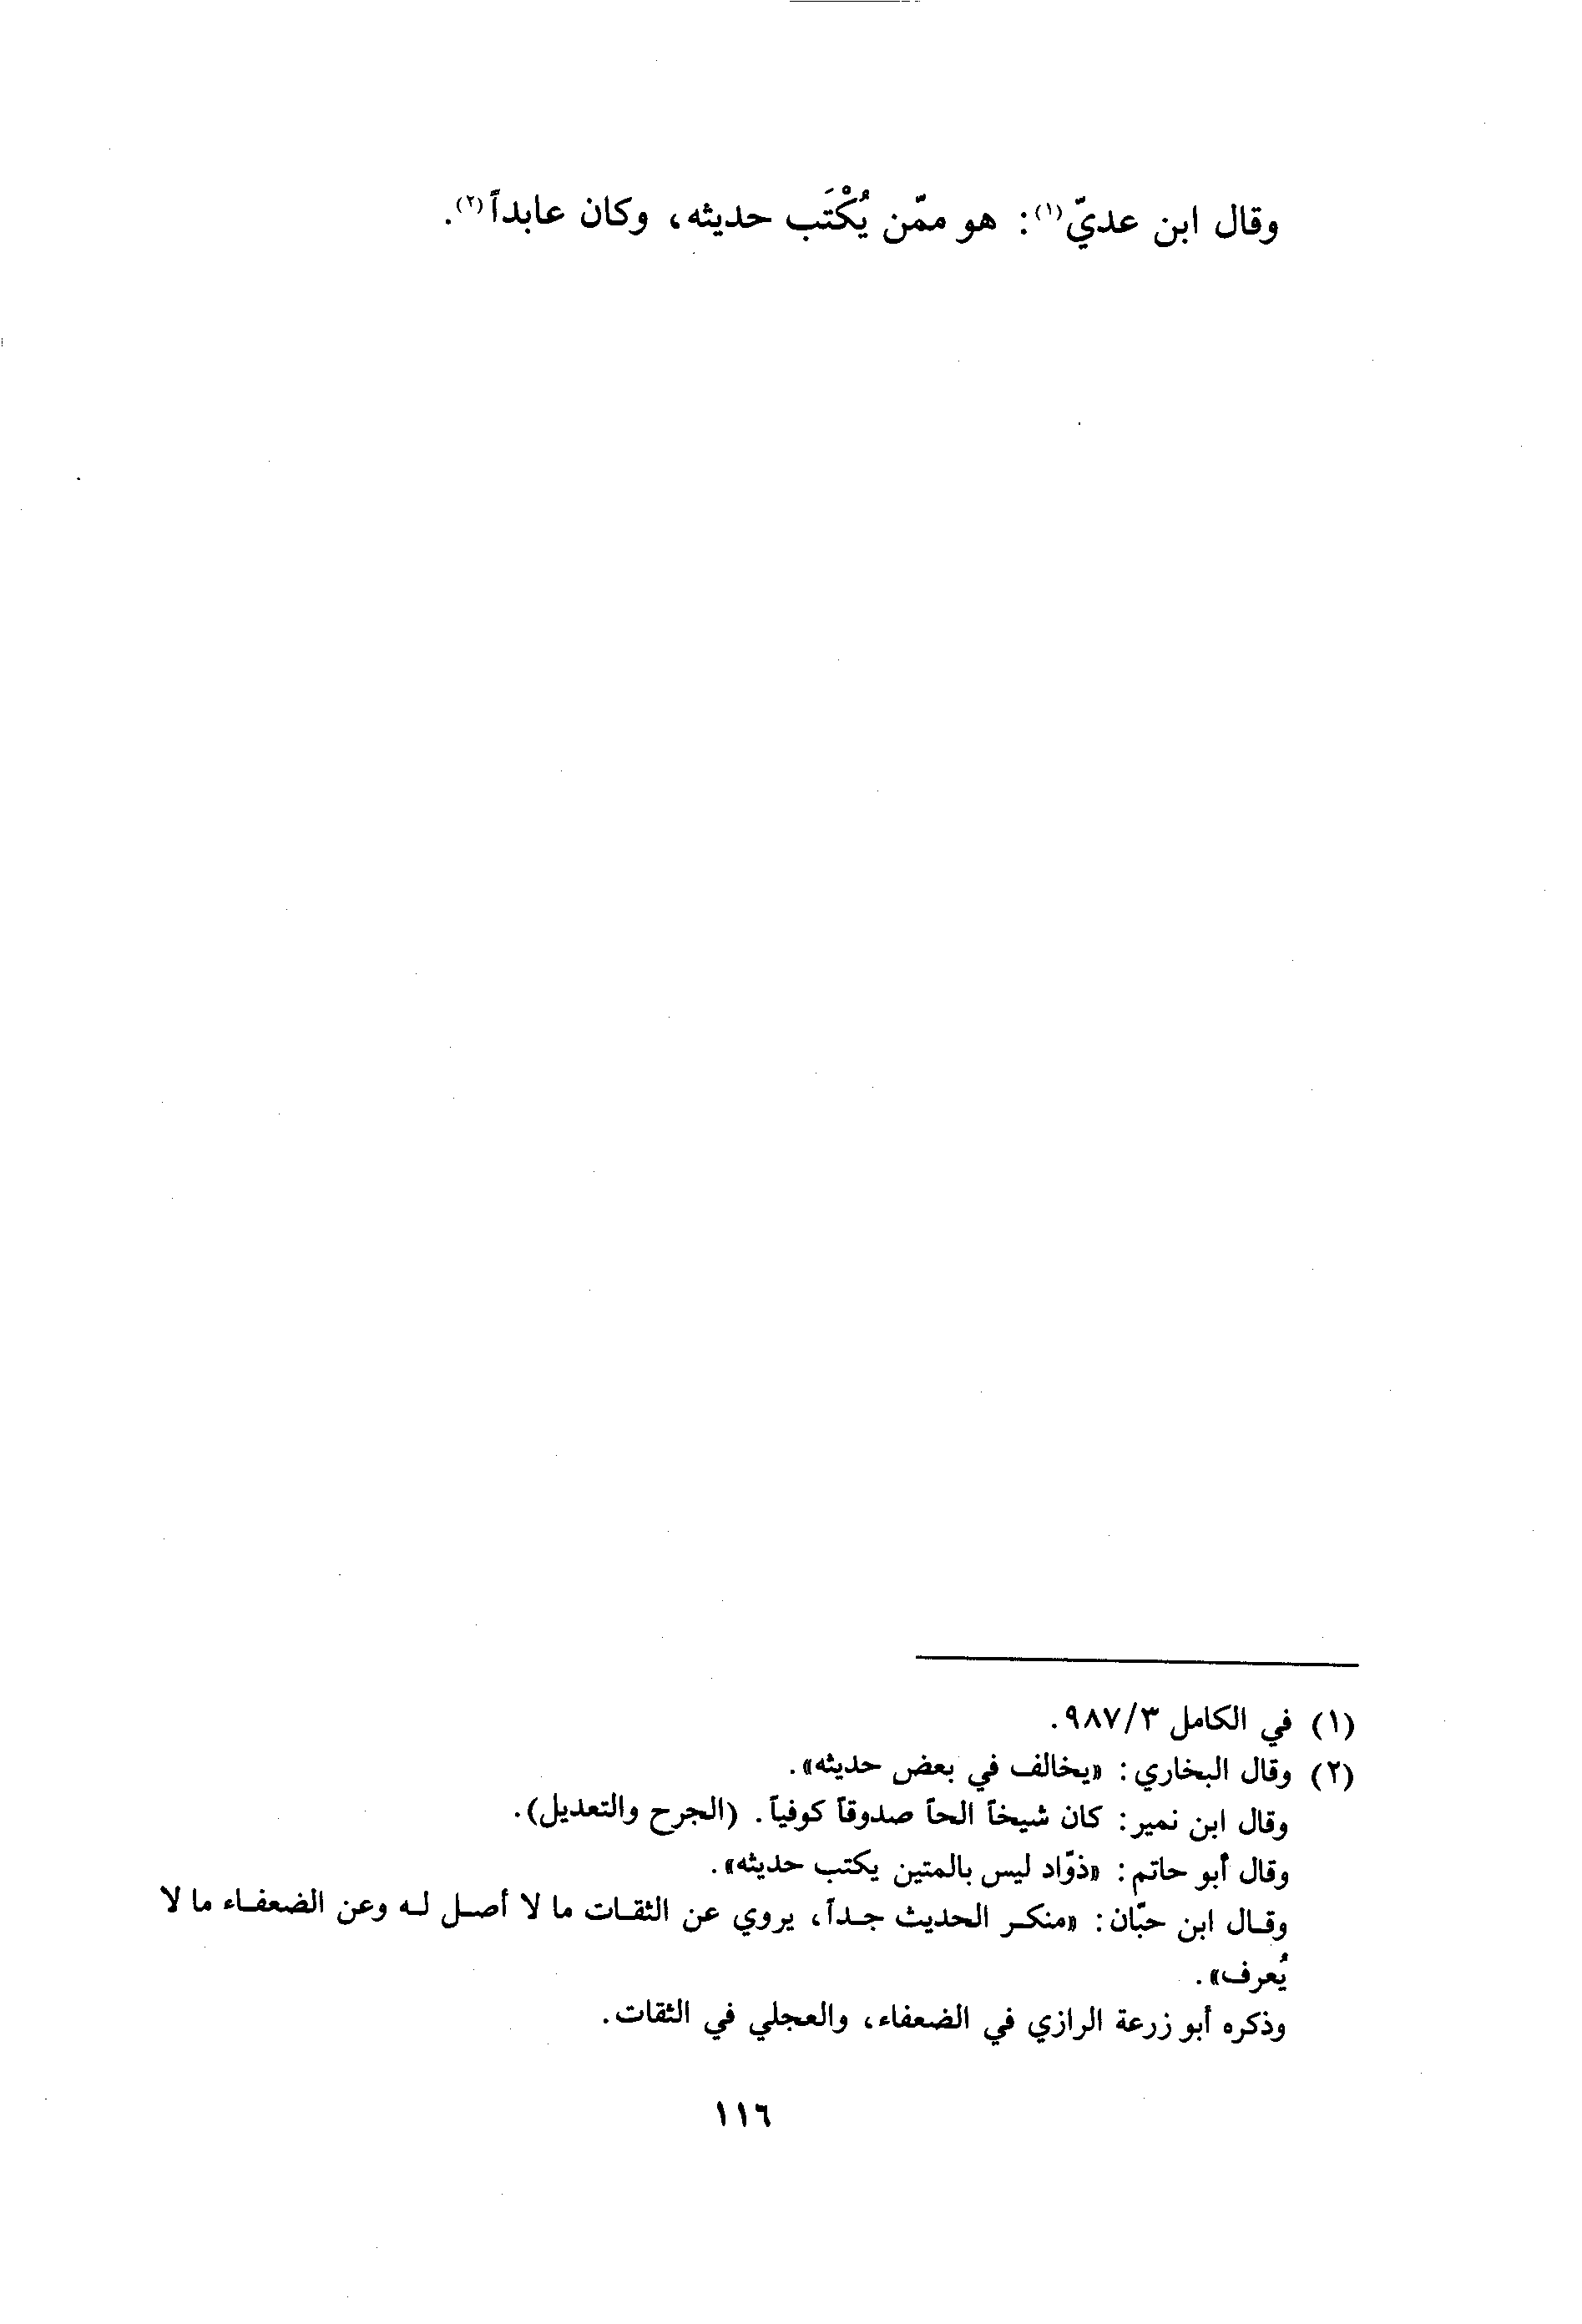 وقال ابن عديّ(١): هو ممّن يُكْتَب حديثه، وكان عابداً(٢).
(١) في الكامل ٩٨٧/٣.
(٢) وقال البخاري: «يخالف في بعض حديثه».
وقال ابن نمير: كان شيخاً الحاً صدوقاً كوفياً. (الجرح والتعديل).
وقال أبو حاتم: «ذوّاد ليس بالمتين يكتب حديثه».
وقال ابن حبّان: «منكر الحديث جداً، يروي عن الثقات ما لا أصل له وعن الضعفاء ما لا
يُعرف».
وذكره أبو زرعة الرازي في الضعفاء، والعجلي في الثقات.
١١٦